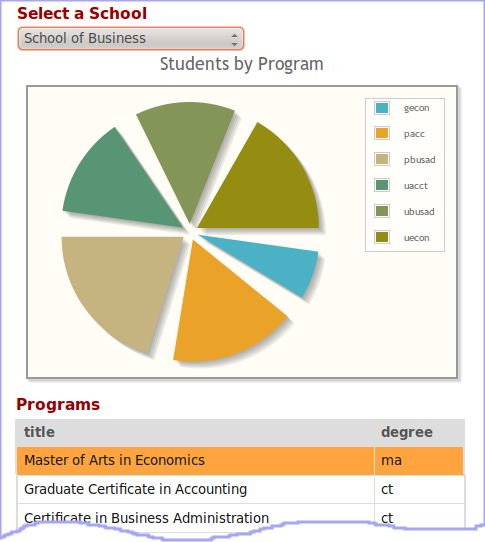 Select a School
School of Business
Students by Program
gecon
pacc
pbusad
uacct
ubusad
uecon
Programs
title degree
Master of Arts in Economics ma
Graduate Certificate in Accounting ct
Certificate in Business Administration ct